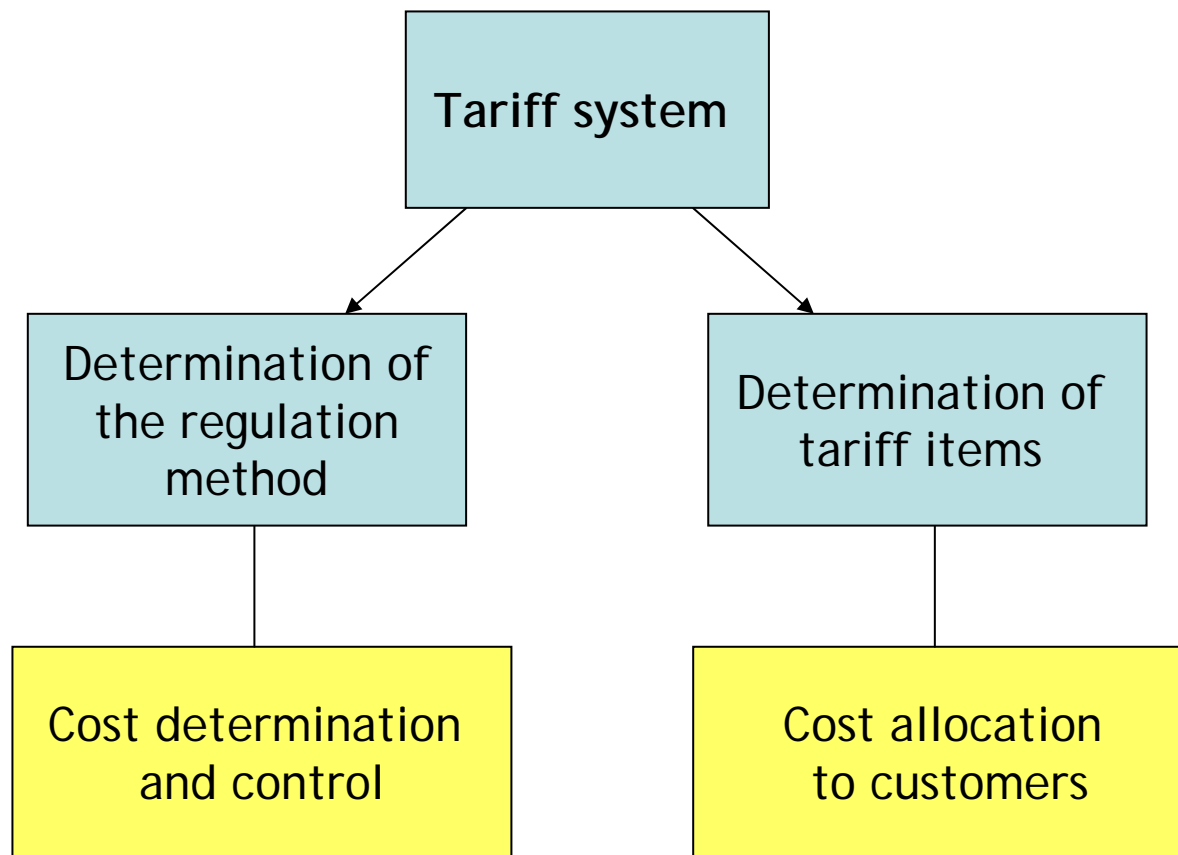 Tariff system
Determination of
the regulation
method
Determination of
tariff items
Cost determination
and control
Cost allocation
to customers